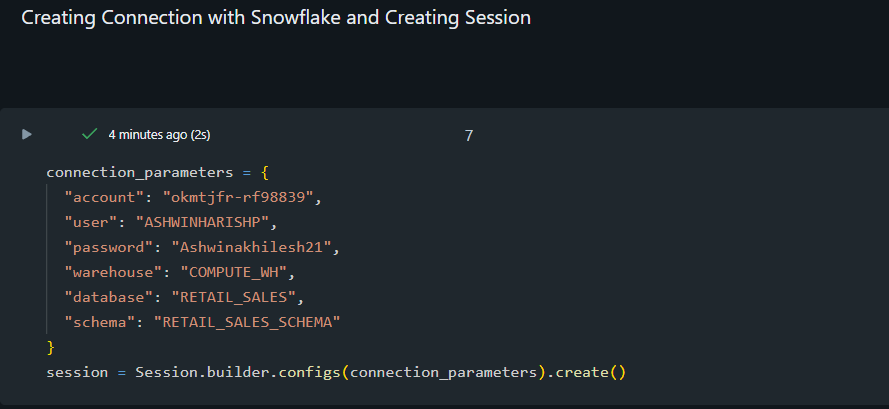 Creating Connection with Snowflake and Creating Session
4 minutes ago (2s)
7
connection_parameters = {
"account": "okmtjfr-rf98839",
"user": "ASHWINHARISHP",
"password": "Ashwinakhilesh21",
"warehouse": "COMPUTE_WH",
"database": "RETAIL_SALES",
"schema": "RETAIL_SALES_SCHEMA"
}
session = Session.builder.configs(connection_parameters).create()